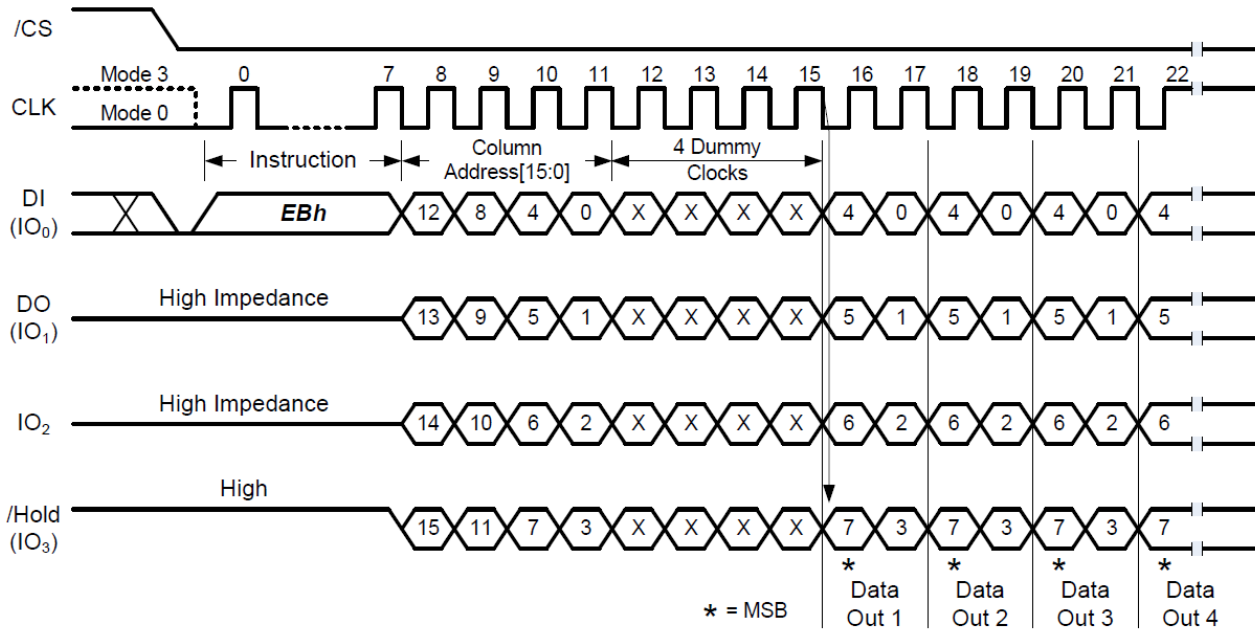 /CS
Mode 3 0 7 8 9 10 11 12 13 14 15 16 17 18 19 20 21 22
CLK
Mode 0
Instruction
Column
Address[15:0]
4 Dummy
Clocks
DI
(IO0)
EBh 12 8 4 0 X X X X 4 0 4 0 4 0 4
DO
(IO1)
High Impedance 13 9 5 1 X X X X 5 1 5 1 5 1 5
IO2
High Impedance 14 10 6 2 X X X X 6 2 6 2 6 2 6
/Hold
(IO3)
High 15 11 7 3 X X X X 7 3 7 3 7 3 7
* * * *
* = MSB
Data
Out 1
Data
Out 2
Data
Out 3
Data
Out 4